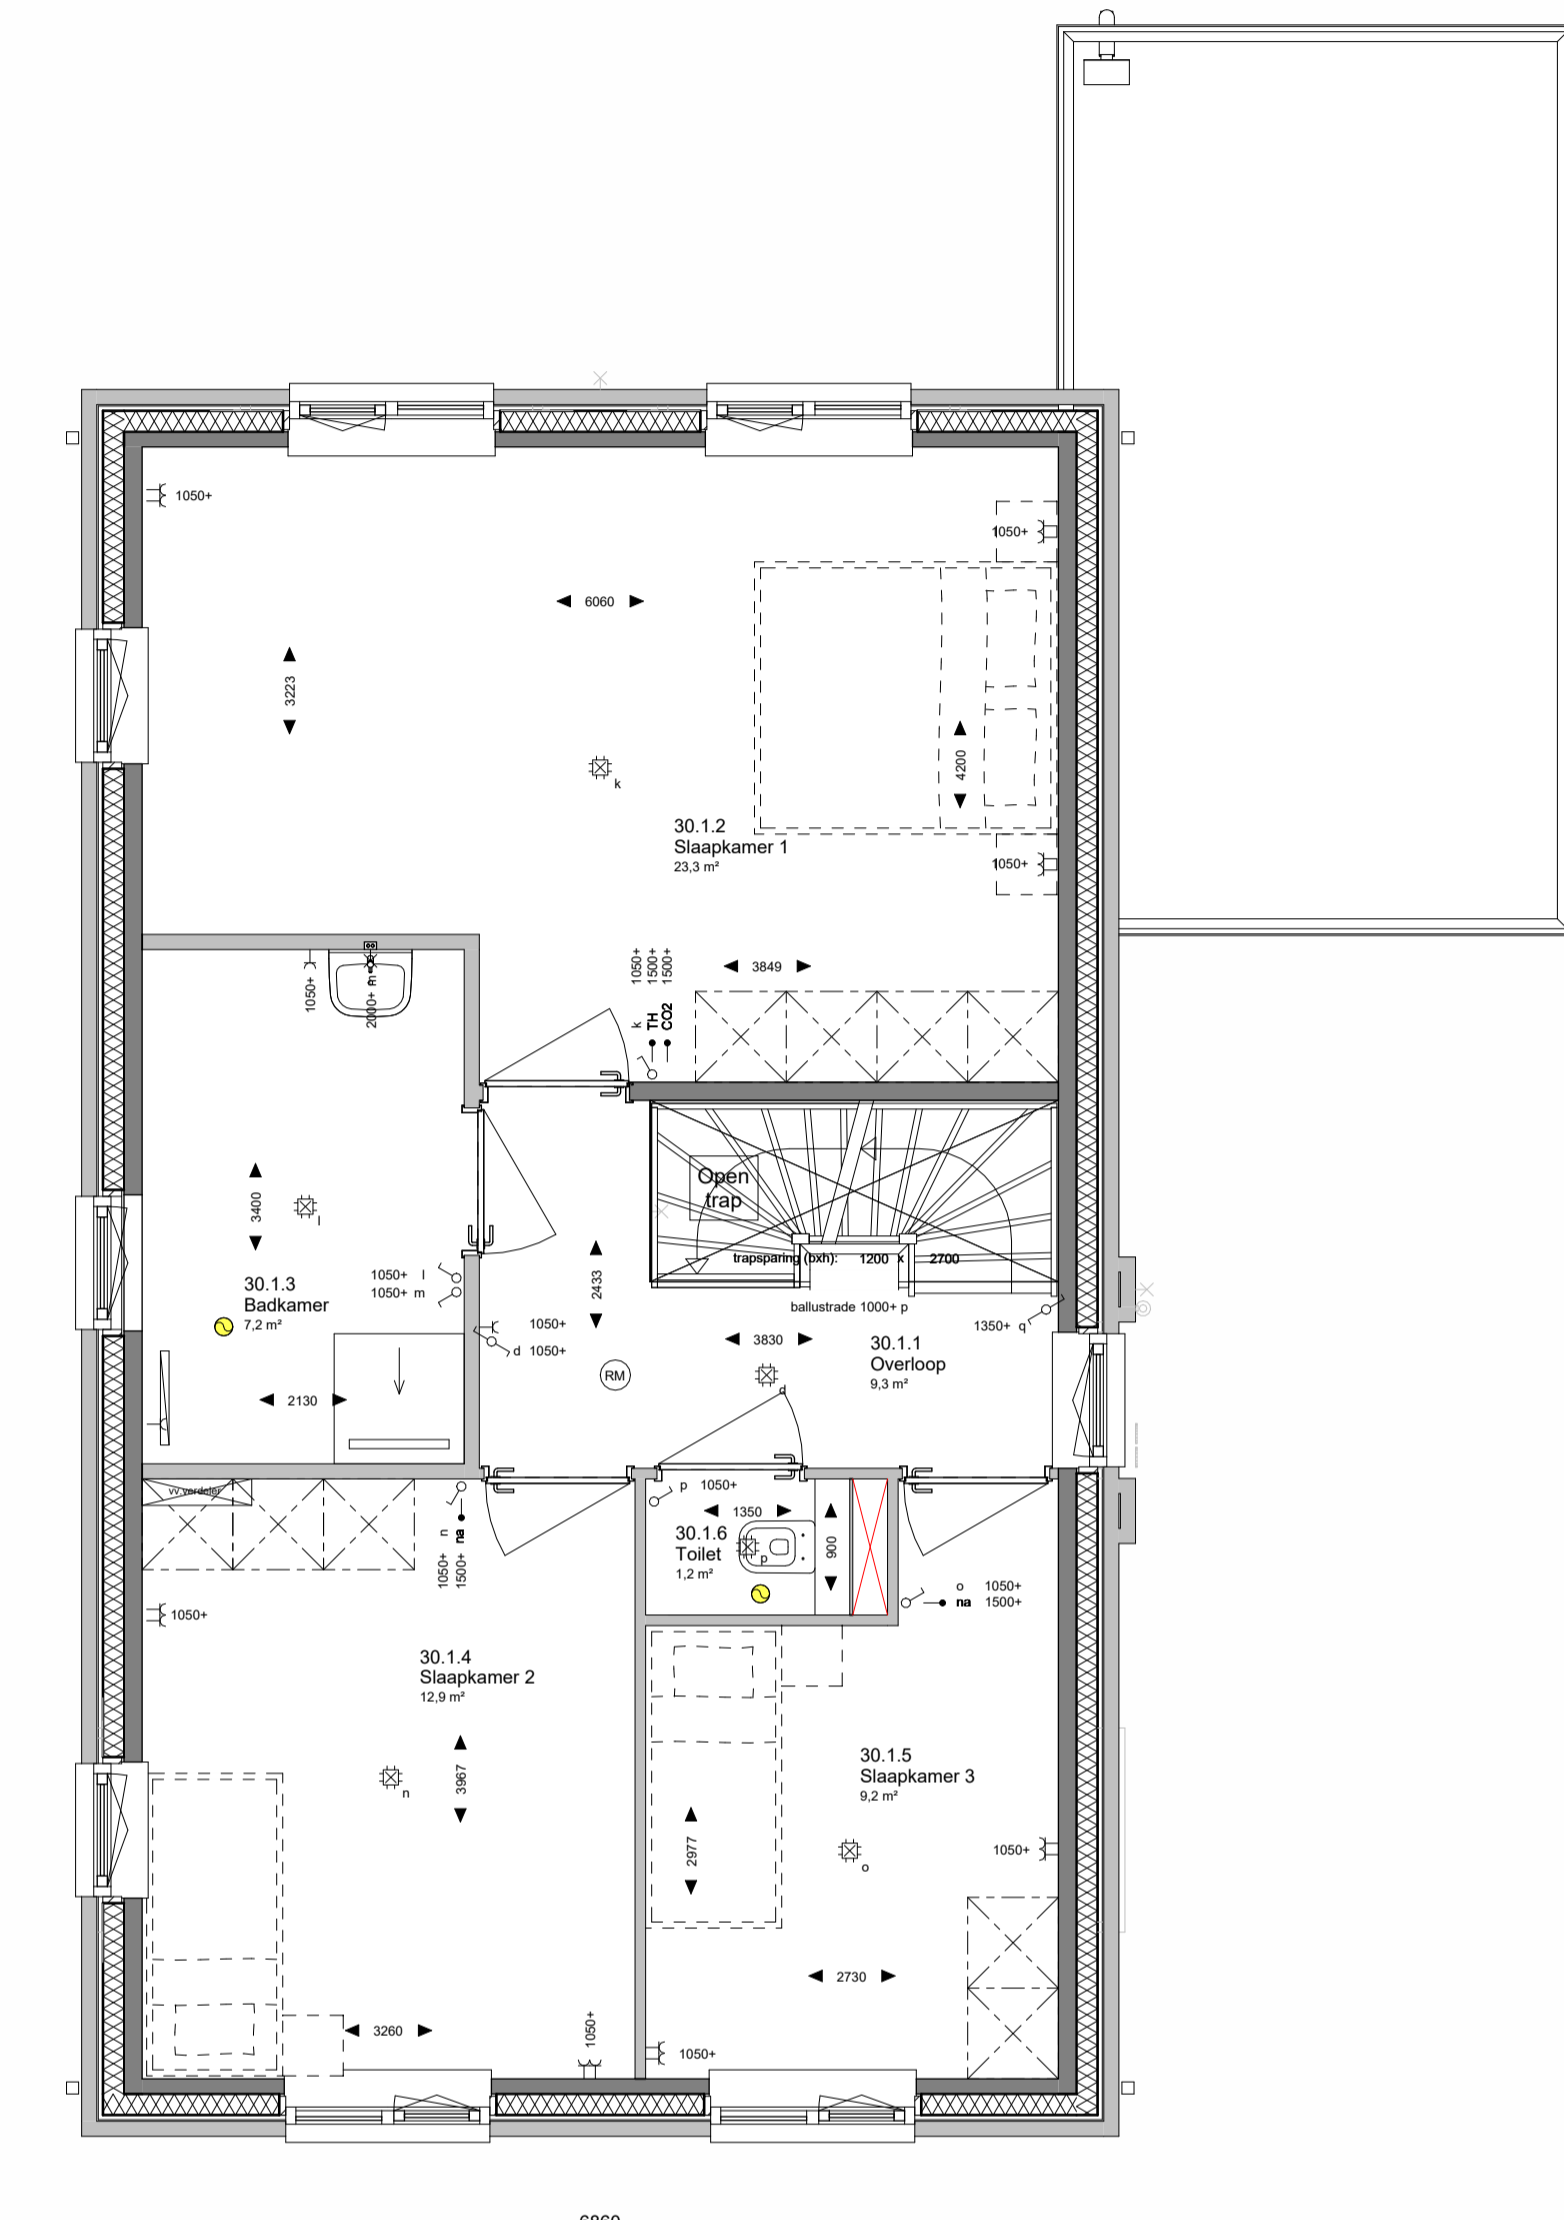 1050+
1050+
6060
3223
4200
k
30.1.2
Slaapkamer 1
23,3 m²
1050+
3849
k 1050+
TH 1500+
CO2 1500+
1050+
2000+ m
Open
trap
3400
l
trapsparing (bxh): 1200 x 2700
2433
1050+ l
1050+ m
30.1.3
Badkamer
7,2 m²
ballustrade 1000+ p
1350+ q
1050+
d 1050+
3830
30.1.1
Overloop
9,3 m²
RM
d
2130
vv.verdeler
p 1050+
1350
900
30.1.6
Toilet
1,2 m²
p
1050+ n
1500+ na
o 1050+
na 1500+
1050+
30.1.4
Slaapkamer 2
12,9 m²
3967
n
30.1.5
Slaapkamer 3
9,2 m²
2977
o
1050+
2730
3260
1050+
1050+
6860